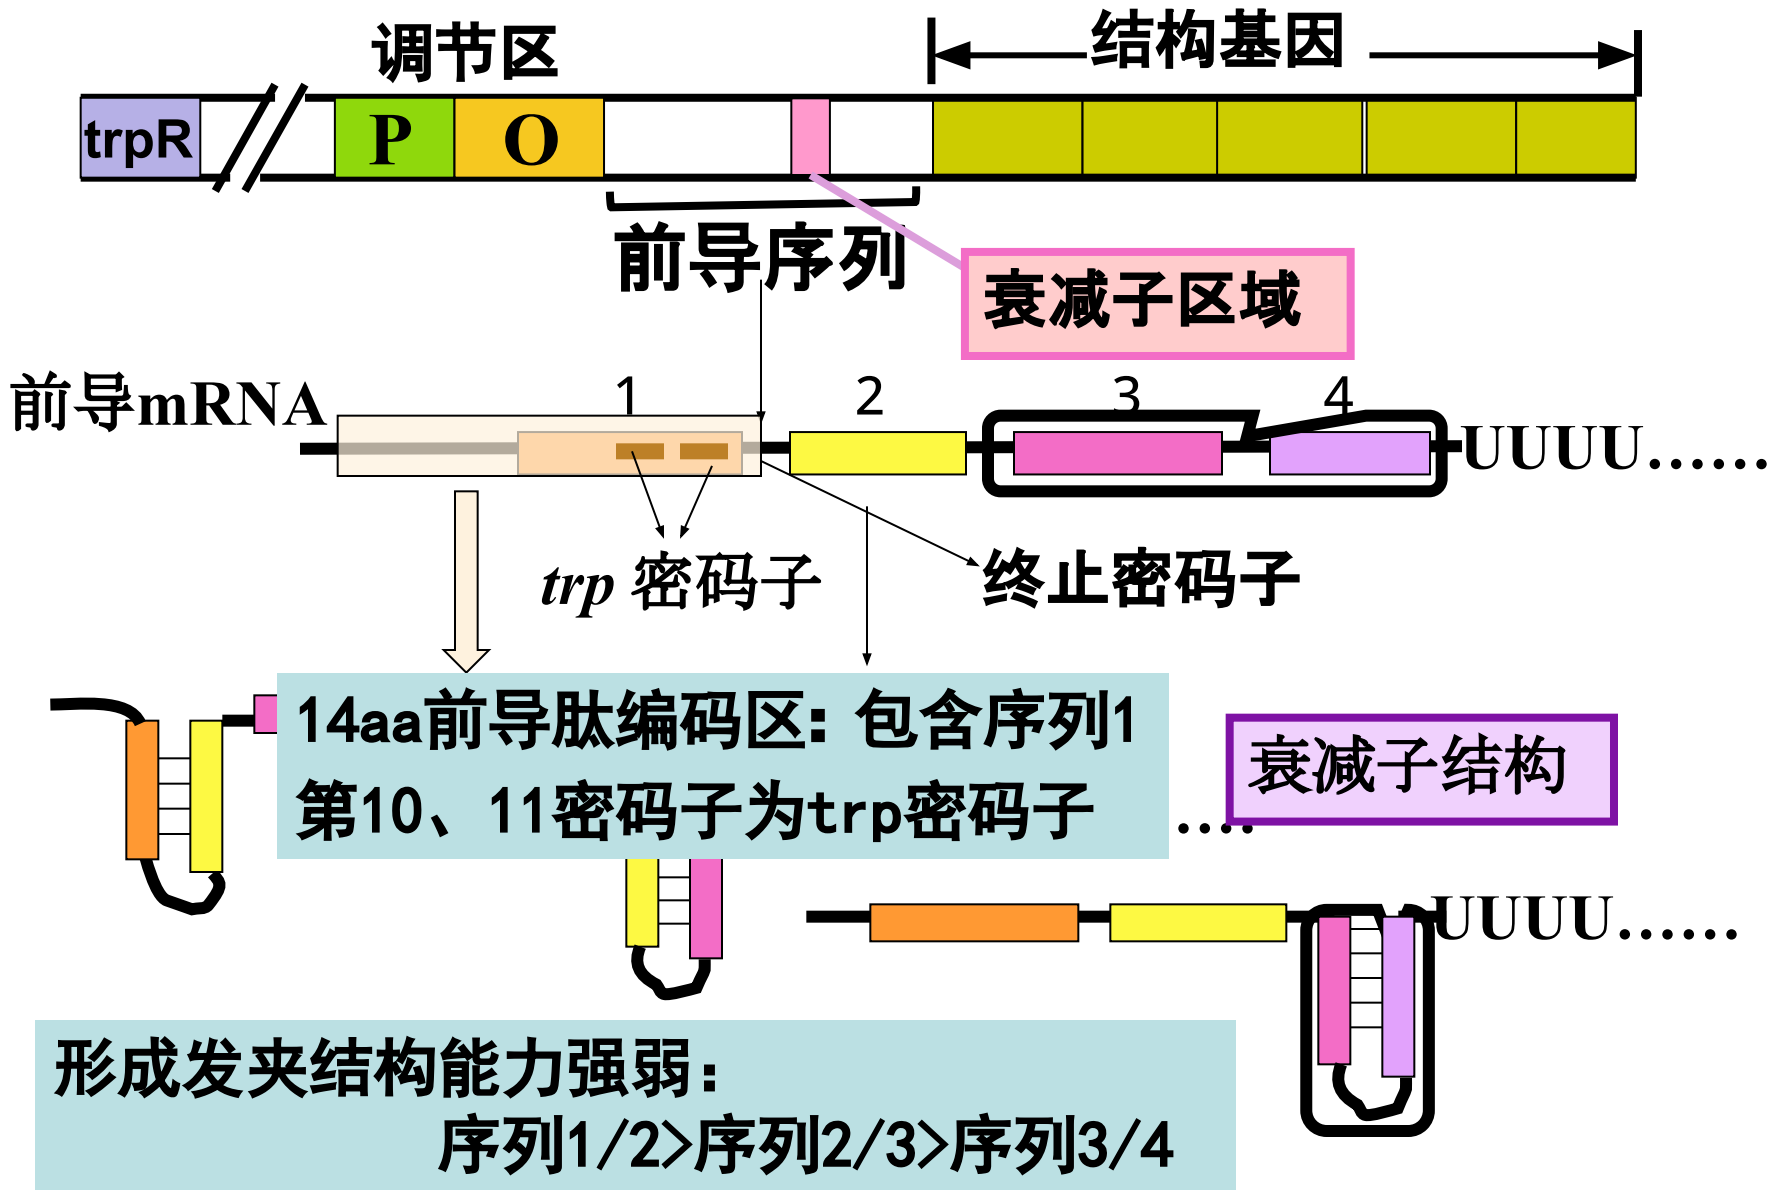 调节区
结构基因
trpR
P
O
前导序列
衰减子区域
前导mRNA
1
2
3
4
UUUU……
trp 密码子
终止密码子
14aa前导肽编码区：包含序列1
第10、11密码子为trp密码子
衰减子结构
….
UUUU……
形成发夹结构能力强弱：
序列1/2>序列2/3>序列3/4